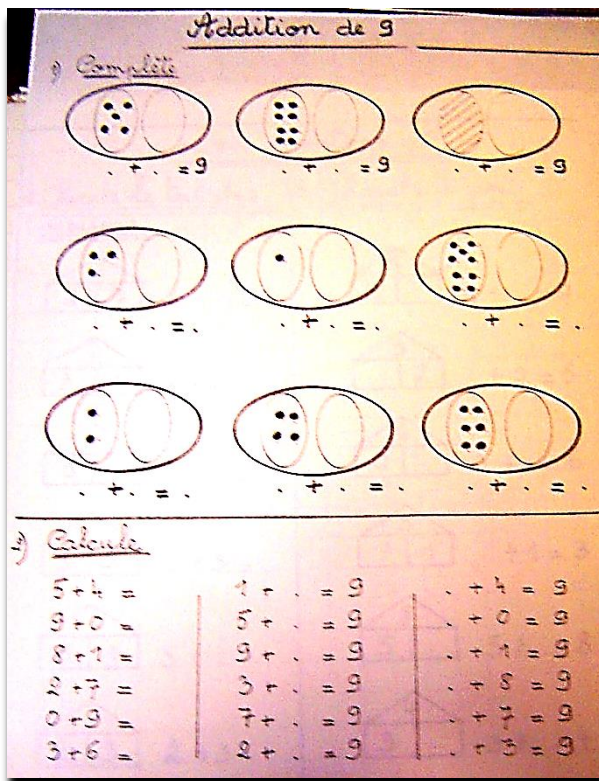 Addition de 9
1) Complète
. + . = 9 . + . = 9 . + . = 9
. + . = . . + . = . . + . = .
. + . = . . + . = . . + . = .
2) Calcule
5+4 = 1 + . = 9 . + 4 = 9
9+0 = 5 + . = 9 . + 0 = 9
8+1 = 9 + . = 9 . + 1 = 9
2+7 = 3 + . = 9 . + 8 = 9
0+9 = 7 + . = 9 . + 7 = 9
3+6 = 2 + . = 9 . + 3 = 9